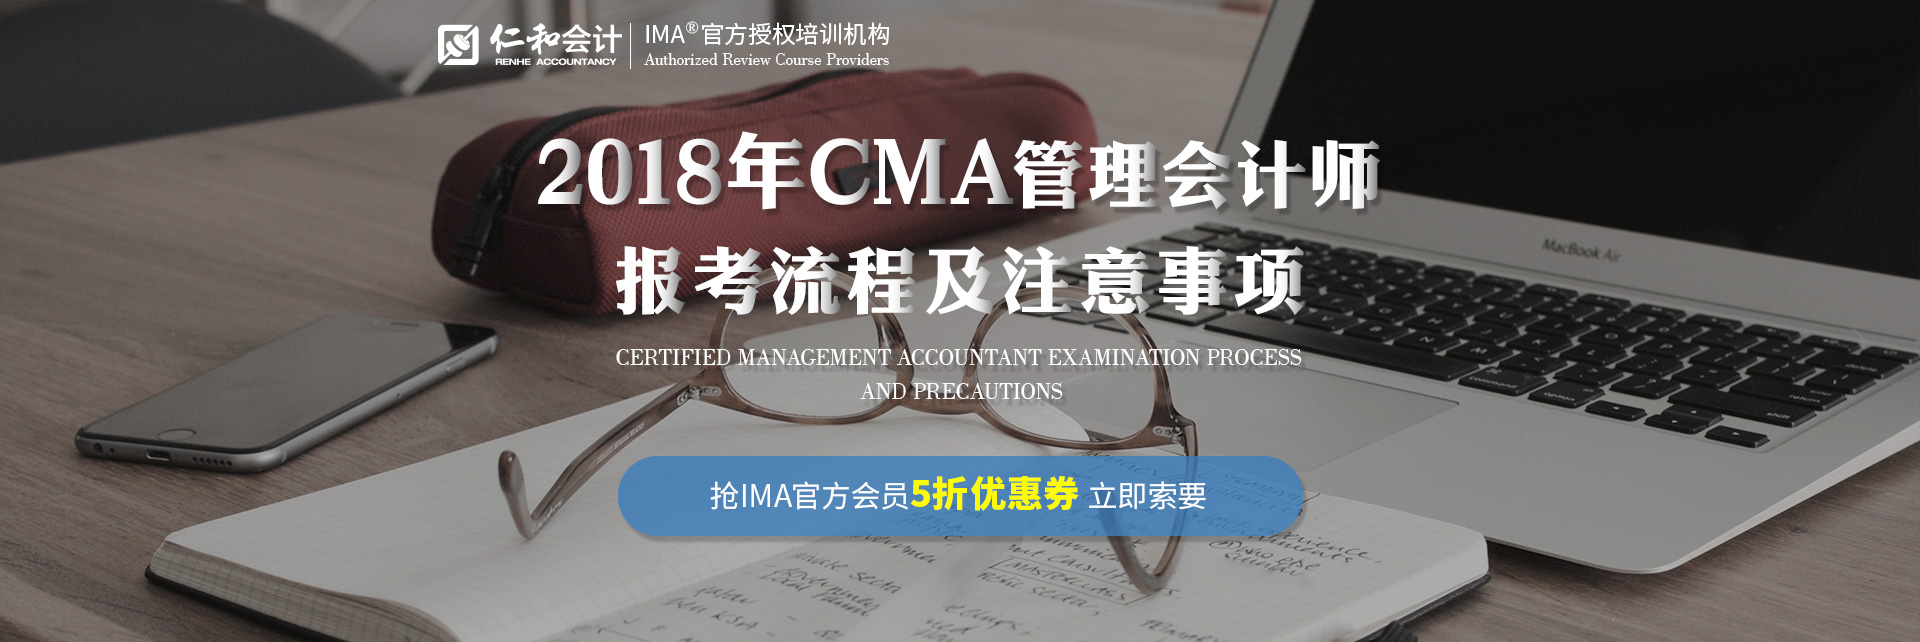 仁和会计
RENHE ACCOUNTANCY
IMA®官方授权培训机构
Authorized Review Course Providers
2018年CMA管理会计师
报考流程及注意事项
MacBook Air
CERTIFIED MANAGEMENT ACCOUNTANT EXAMINATION PROCESS
AND PRECAUTIONS
抢IMA官方会员5折优惠券 立即索要